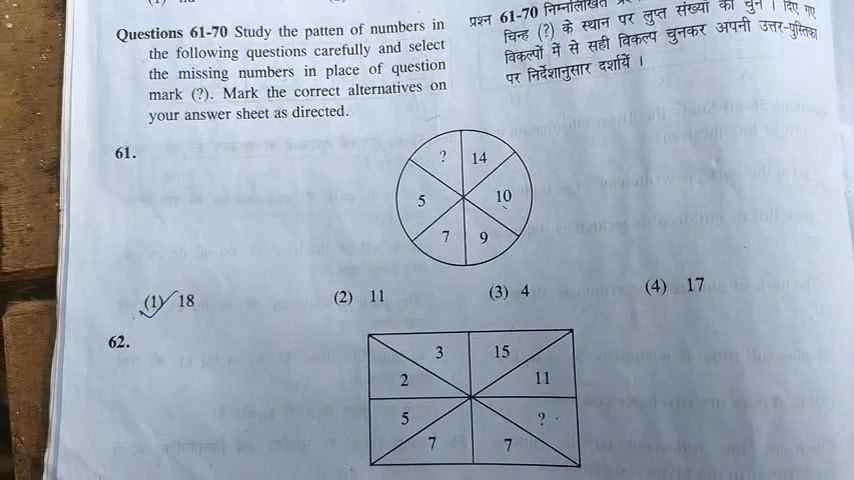 Questions 61-70 Study the patten of numbers in
the following questions carefully and select
the missing numbers in place of question
mark (?). Mark the correct alternatives on
your answer sheet as directed.
प्रश्न 61-70 निम्नलिखित
चिन्ह (?) के स्थान पर लुप्त संख्या को चुनें । दिए गए
विकल्पों में से सही विकल्प चुनकर अपनी उत्तर-पुस्तिका
पर निर्देशानुसार दर्शायें ।
61.
? 14
5 10
7 9
(1) 18 (2) 11 (3) 4 (4) 17
62.
3 15
2 11
5 ?
7 7